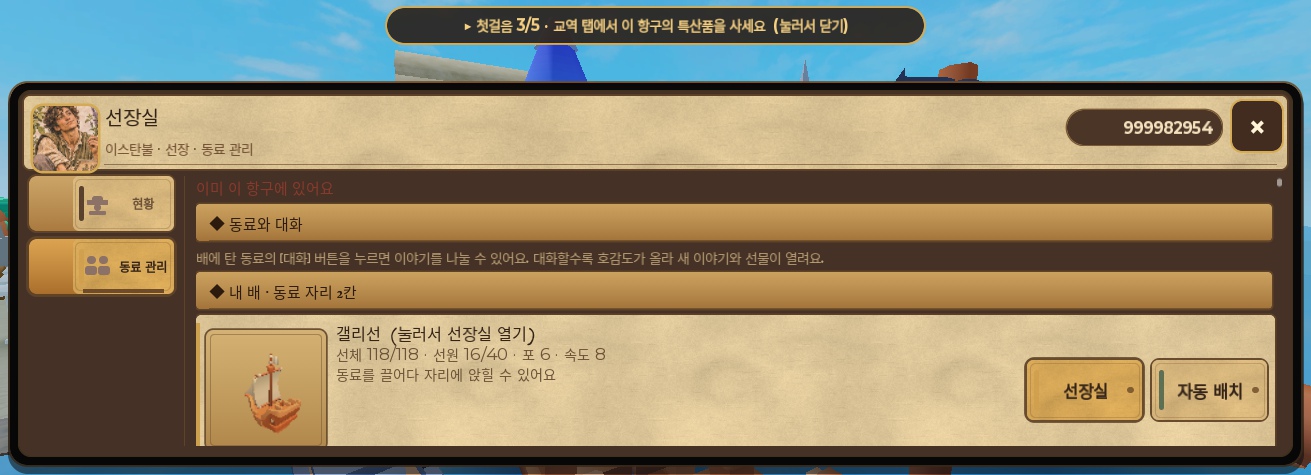 ▸ 첫걸음 3/5 · 교역 탭에서 이 항구의 특산품을 사세요 (눌러서 닫기)
선장실
이스탄불 · 선장 · 동료 관리
999982954
×
현황
동료 관리
이미 이 항구에 있어요
◆ 동료와 대화
배에 탄 동료의 [대화] 버튼을 누르면 이야기를 나눌 수 있어요. 대화할수록 호감도가 올라 새 이야기와 선물이 열려요.
◆ 내 배 · 동료 자리 2칸
갤리선 (눌러서 선장실 열기)
선체 118/118 · 선원 16/40 · 포 6 · 속도 8
동료를 끌어다 자리에 앉힐 수 있어요
선장실
자동 배치